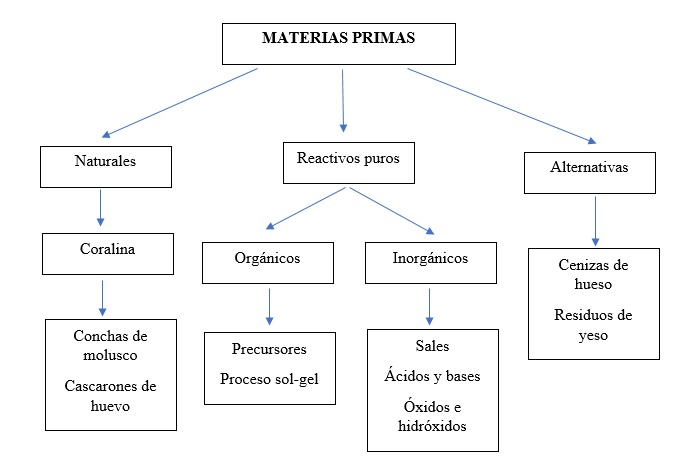 MATERIAS PRIMAS
Naturales
Reactivos puros
Alternativas
Coralina
Orgánicos
Inorgánicos
Cenizas de
hueso
Residuos de
yeso
Conchas de
molusco
Cascarones de
huevo
Precursores
Proceso sol-gel
Sales
Ácidos y bases
Óxidos e
hidróxidos